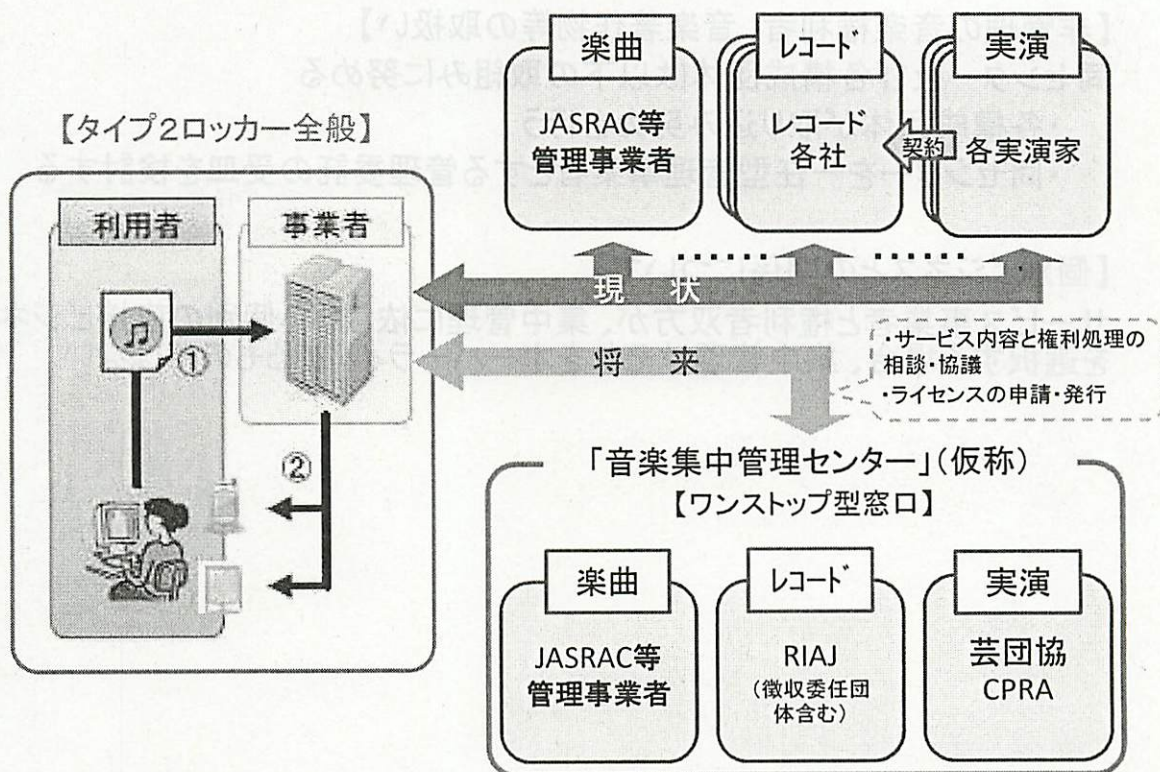 【タイプ2ロッカー全般】
利用者
事業者
①
②
楽曲
JASRAC等
管理事業者
レコード
レコード
各社
契約
実演
各実演家
現 状
将 来
・サービス内容と権利処理の
相談・協議
・ライセンスの申請・発行
「音楽集中管理センター」(仮称)
【ワンストップ型窓口】
楽曲
JASRAC等
管理事業者
レコード
RIAJ
(徴収委任団
体含む)
実演
芸団協
CPRA